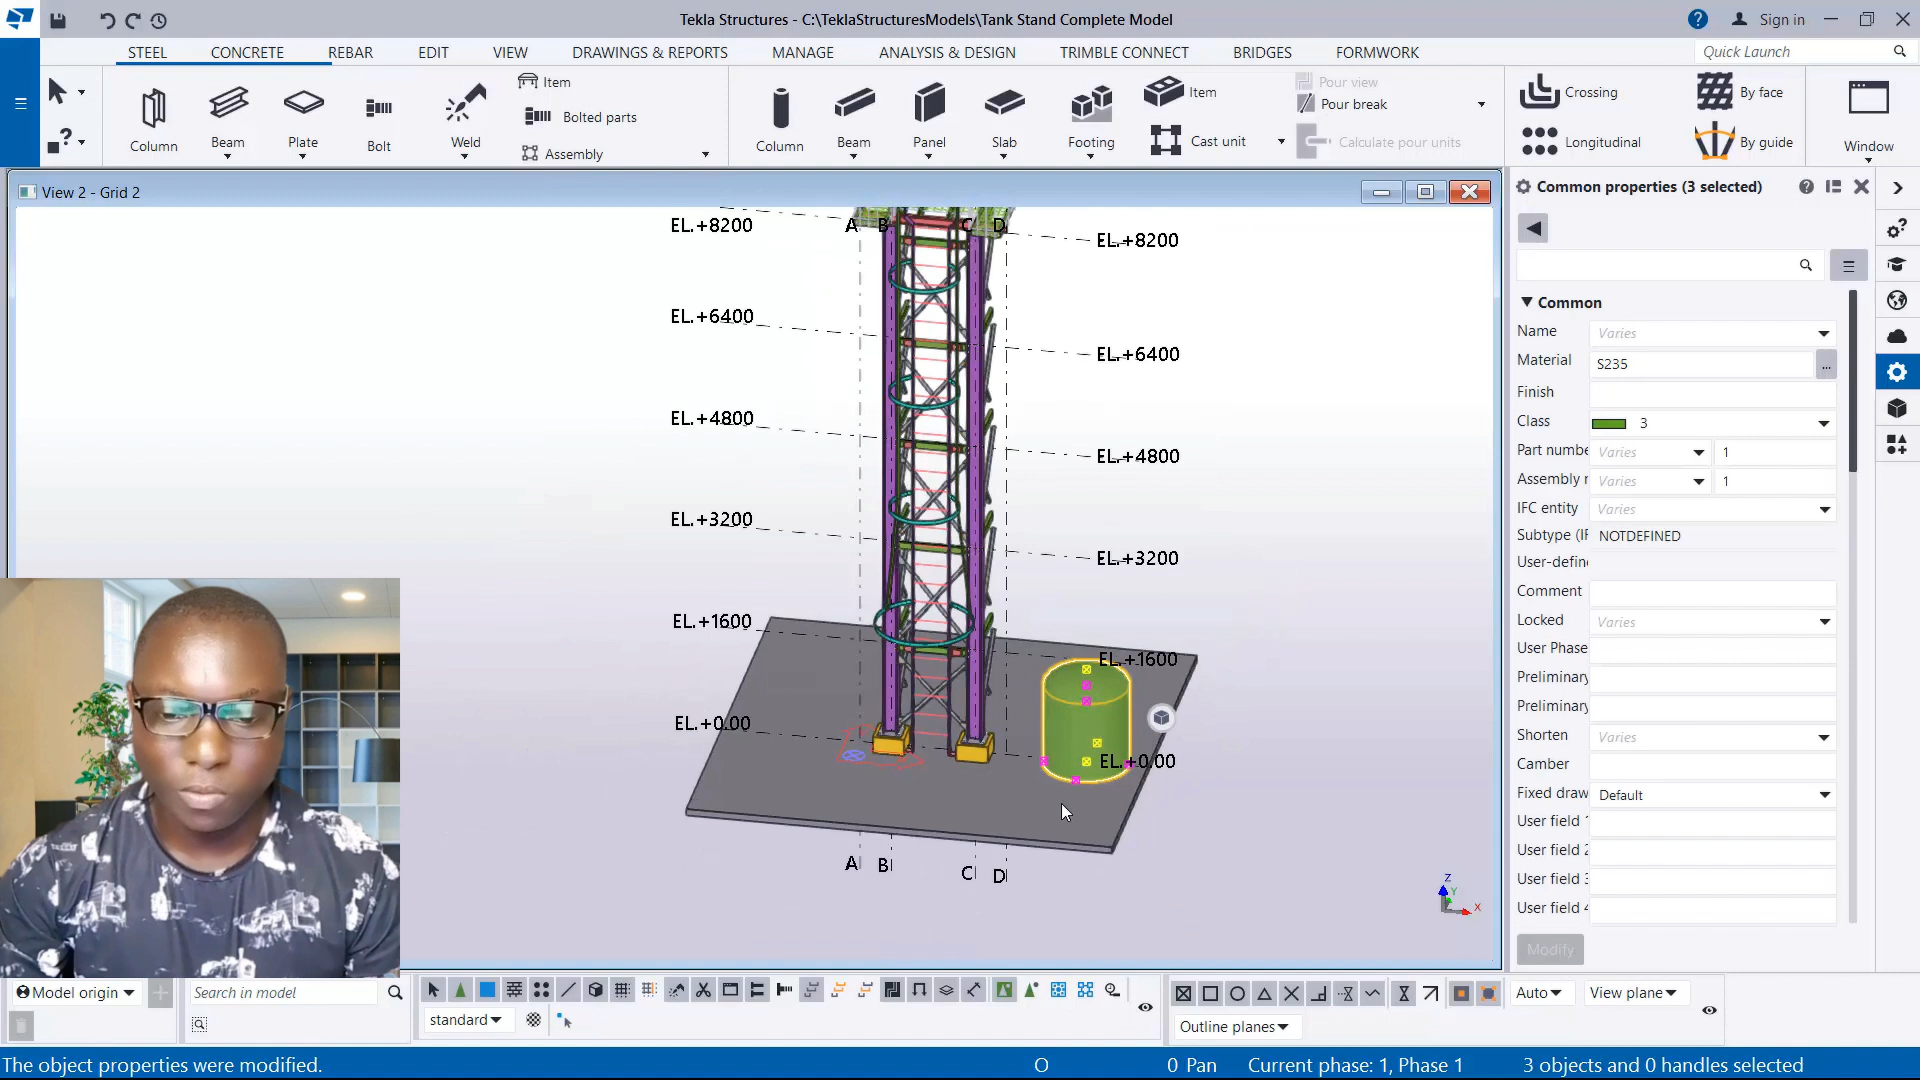 Tekla Structures - C:\TeklaStructuresModels\Tank Stand Complete Model
Sign in
STEEL CONCRETE REBAR EDIT VIEW DRAWINGS & REPORTS MANAGE ANALYSIS & DESIGN TRIMBLE CONNECT BRIDGES FORMWORK
Quick Launch
Column
Beam
Plate
Bolt
Weld
Item
Bolted parts
Assembly
Column
Beam
Panel
Slab
Footing
Item
Cast unit
Pour view
Pour break
Calculate pour units
Crossing
Longitudinal
By face
By guide
Window
View 2 - Grid 2
EL.+8200 A B C D EL.+8200
EL.+6400 EL.+6400
EL.+4800 EL.+4800
EL.+3200 EL.+3200
EL.+1600 EL.+1600
EL.+0.00 EL.+0.00
A B C D
Z
Y
X
Common properties (3 selected)
Common
Name Varies
Material S235 ...
Finish
Class 3
Part numbe Varies 1
Assembly r Varies 1
IFC entity Varies
Subtype (IF NOTDEFINED
User-define
Comment
Locked Varies
User Phase
Preliminary
Preliminary
Shorten Varies
Camber
Fixed draw Default
User field 1
User field 2
User field 3
User field 4
Modify
Model origin
Search in model
standard
Auto
View plane
Outline planes
The object properties were modified.
O
0 Pan
Current phase: 1, Phase 1
3 objects and 0 handles selected